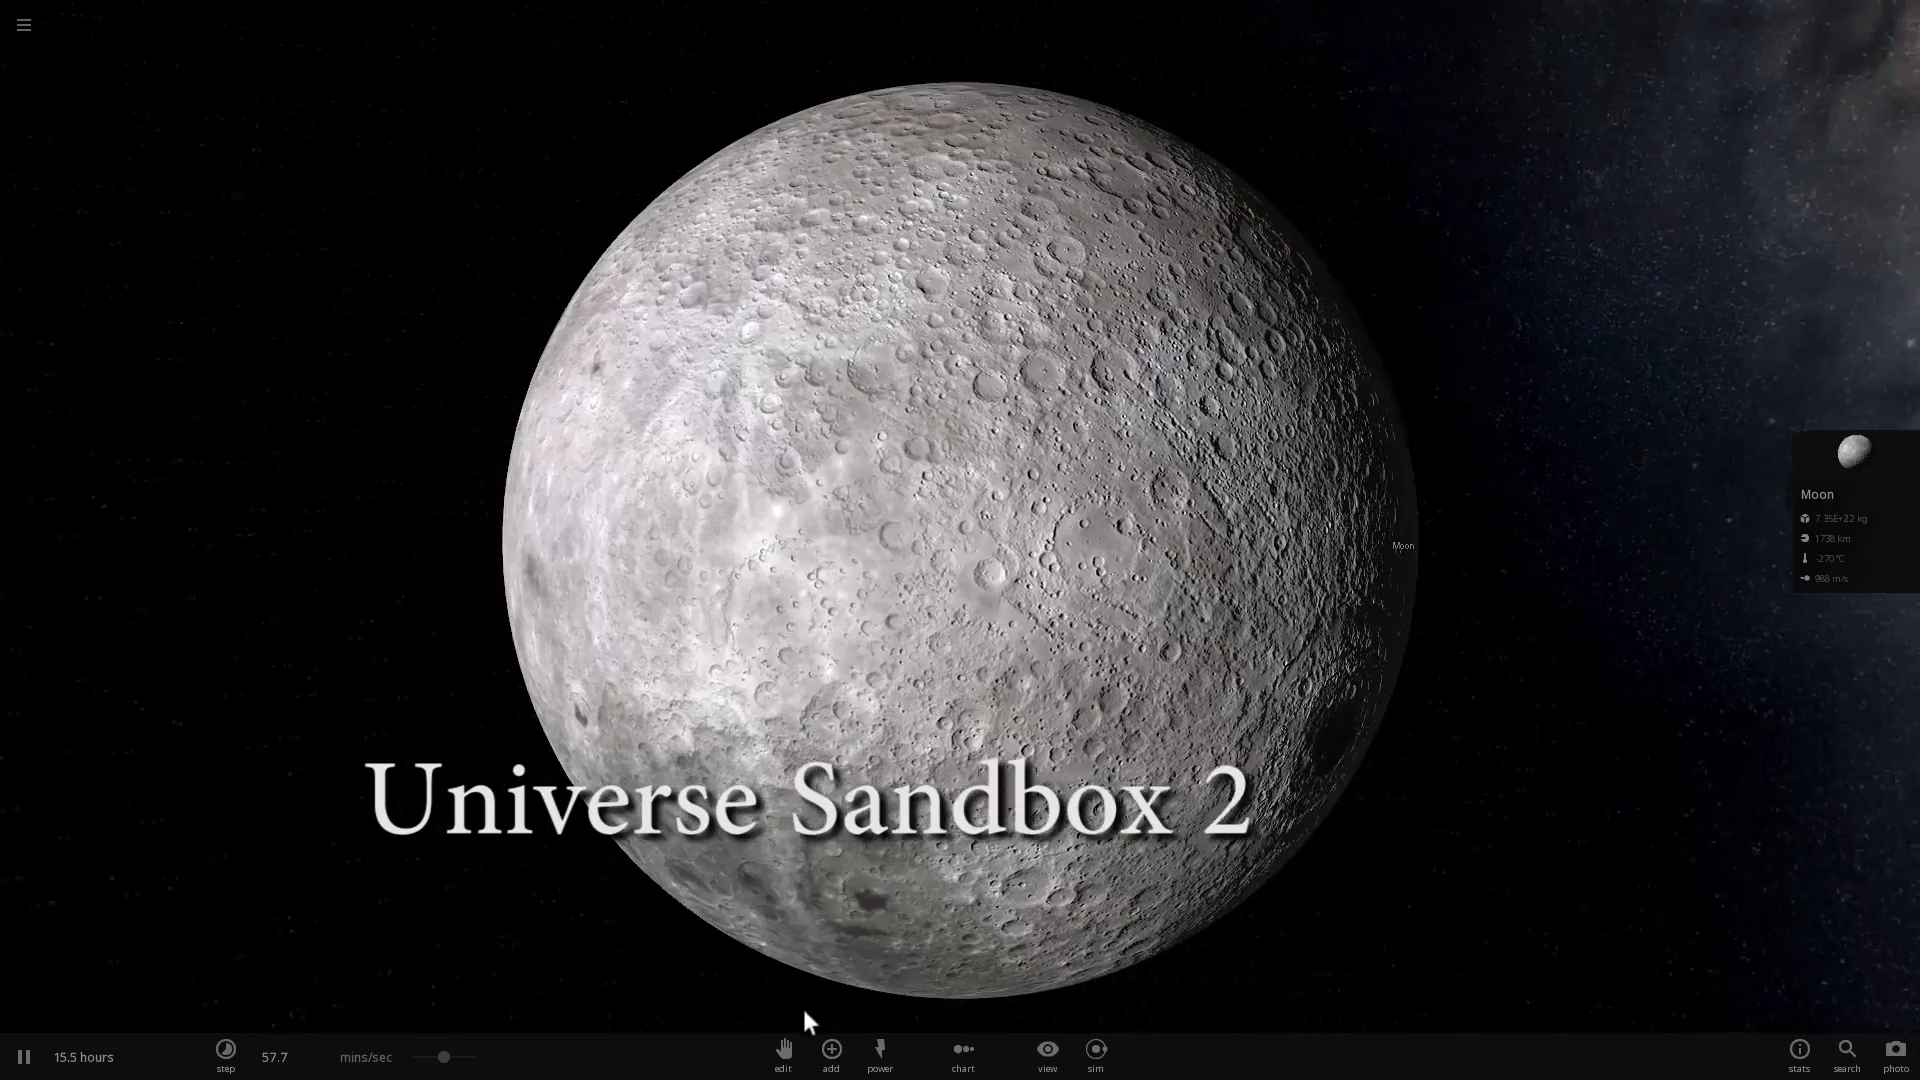 Moon
Moon
7.35E+22 kg
1738 km
-270 °C
988 m/s
Universe Sandbox 2
15.5 hours
step
57.7
mins/sec
edit
add
power
chart
view
sim
stats
search
photo